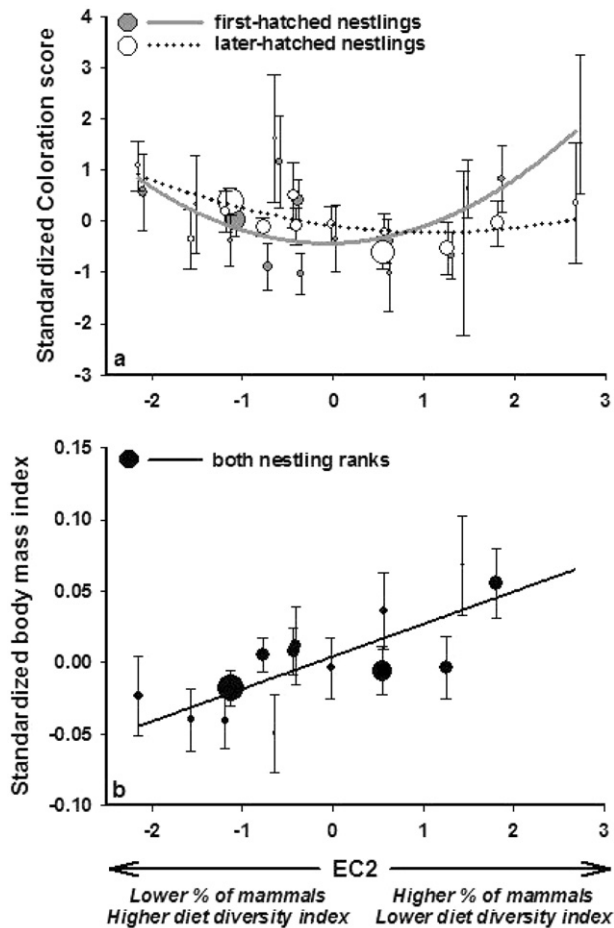 first-hatched nestlings
later-hatched nestlings
Standardized Coloration score
4
3
2
1
0
-1
-2
-3
a
-2 -1 0 1 2 3
both nestling ranks
Standardized body mass index
0.15
0.10
0.05
0.00
-0.05
-0.10
b
-2 -1 0 1 2 3
EC2
Lower % of mammals Higher % of mammals
Higher diet diversity index Lower diet diversity index